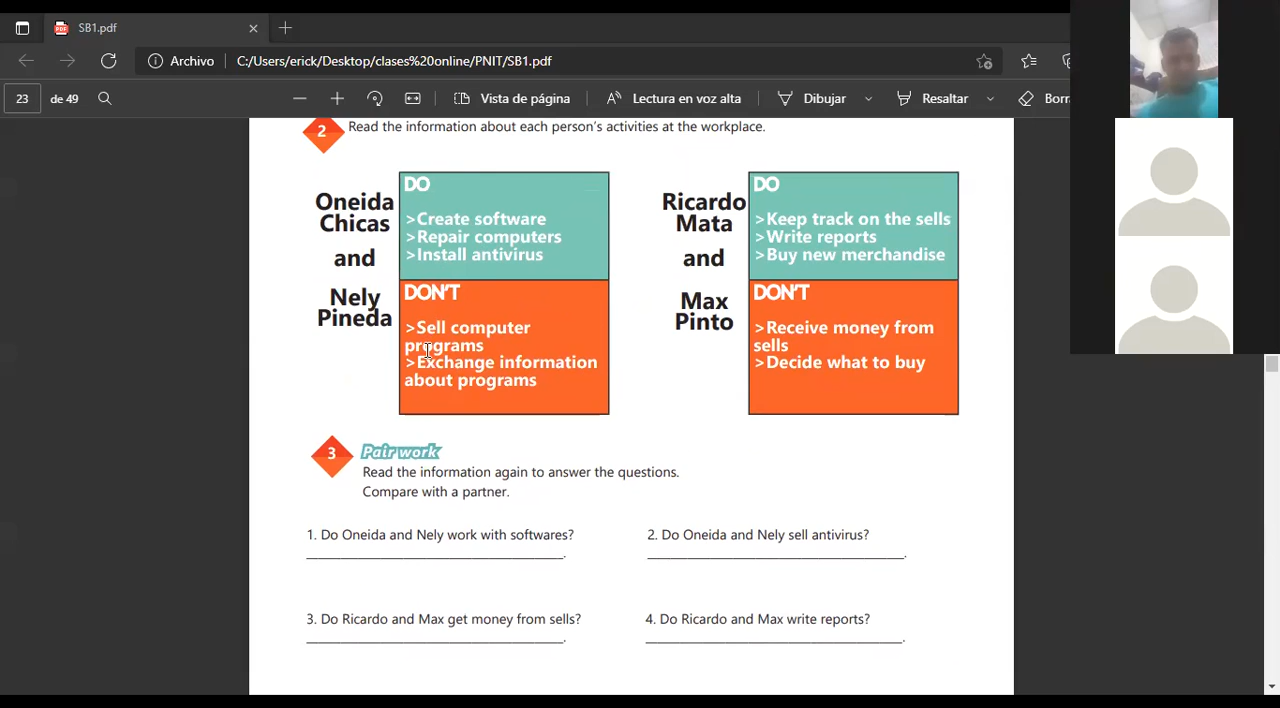 SB1.pdf
Archivo
C:/Users/erick/Desktop/clases%20online/PNIT/SB1.pdf
23
de 49
Vista de página
Lectura en voz alta
Dibujar
Resaltar
Borra
2
Read the information about each person's activities at the workplace.
Oneida
Chicas
and
Nely
Pineda
DO
>Create software
>Repair computers
>Install antivirus
DON'T
>Sell computer
programs
>Exchange information
about programs
Ricardo
Mata
and
Max
Pinto
DO
>Keep track on the sells
>Write reports
>Buy new merchandise
DON'T
>Receive money from
sells
>Decide what to buy
3
Pair work
Read the information again to answer the questions.
Compare with a partner.
1. Do Oneida and Nely work with softwares?
2. Do Oneida and Nely sell antivirus?
3. Do Ricardo and Max get money from sells?
4. Do Ricardo and Max write reports?